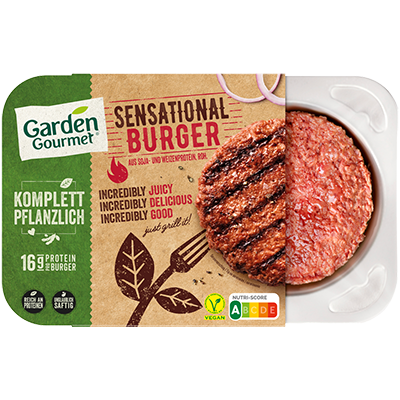 Garden
Gourmet®
SENSATIONAL
BURGER
AUS SOJA- UND WEIZENPROTEIN, ROH.
KOMPLETT
PFLANZLICH
INCREDIBLY JUICY
INCREDIBLY DELICIOUS
INCREDIBLY GOOD
just grill it!
16g PROTEIN
PRO BURGER
REICH AN
PROTEINEN
UNGLAUBLICH
SAFTIG
VEGAN
NUTRI-SCORE
A B C D E